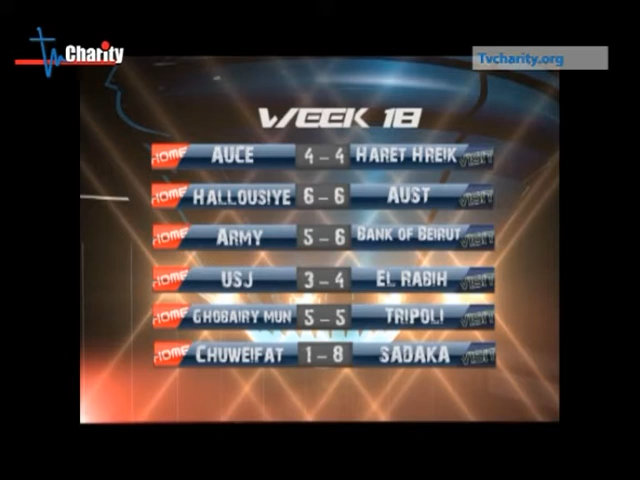 Charity
Tvcharity.org
WEEK 18
HOME AUCE 4 - 4 HARET HREIK VISIT
HOME HALLOUSIYE 6 - 6 AUST VISIT
HOME ARMY 5 - 6 BANK OF BEIRUT VISIT
HOME USJ 3 - 4 EL RABIH VISIT
HOME GHOBAIRY MUN 5 - 5 TRIPOLI VISIT
HOME CHUWEIFAT 1 - 8 SADAKA VISIT